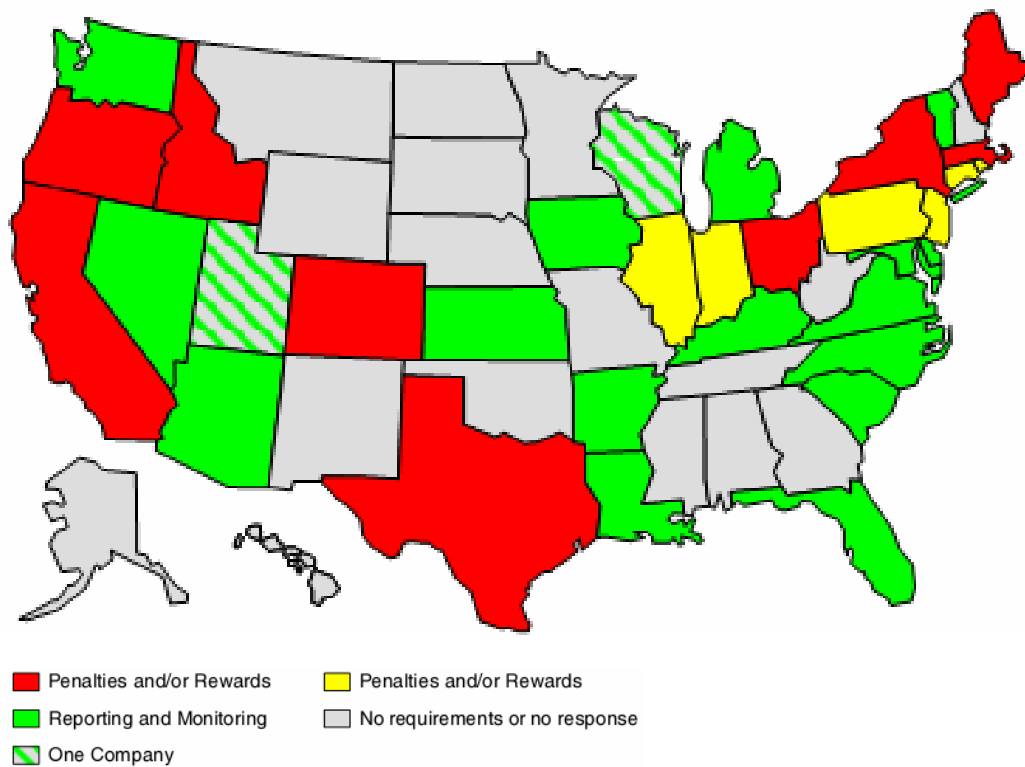 Penalties and/or Rewards
Penalties and/or Rewards
Reporting and Monitoring
No requirements or no response
One Company